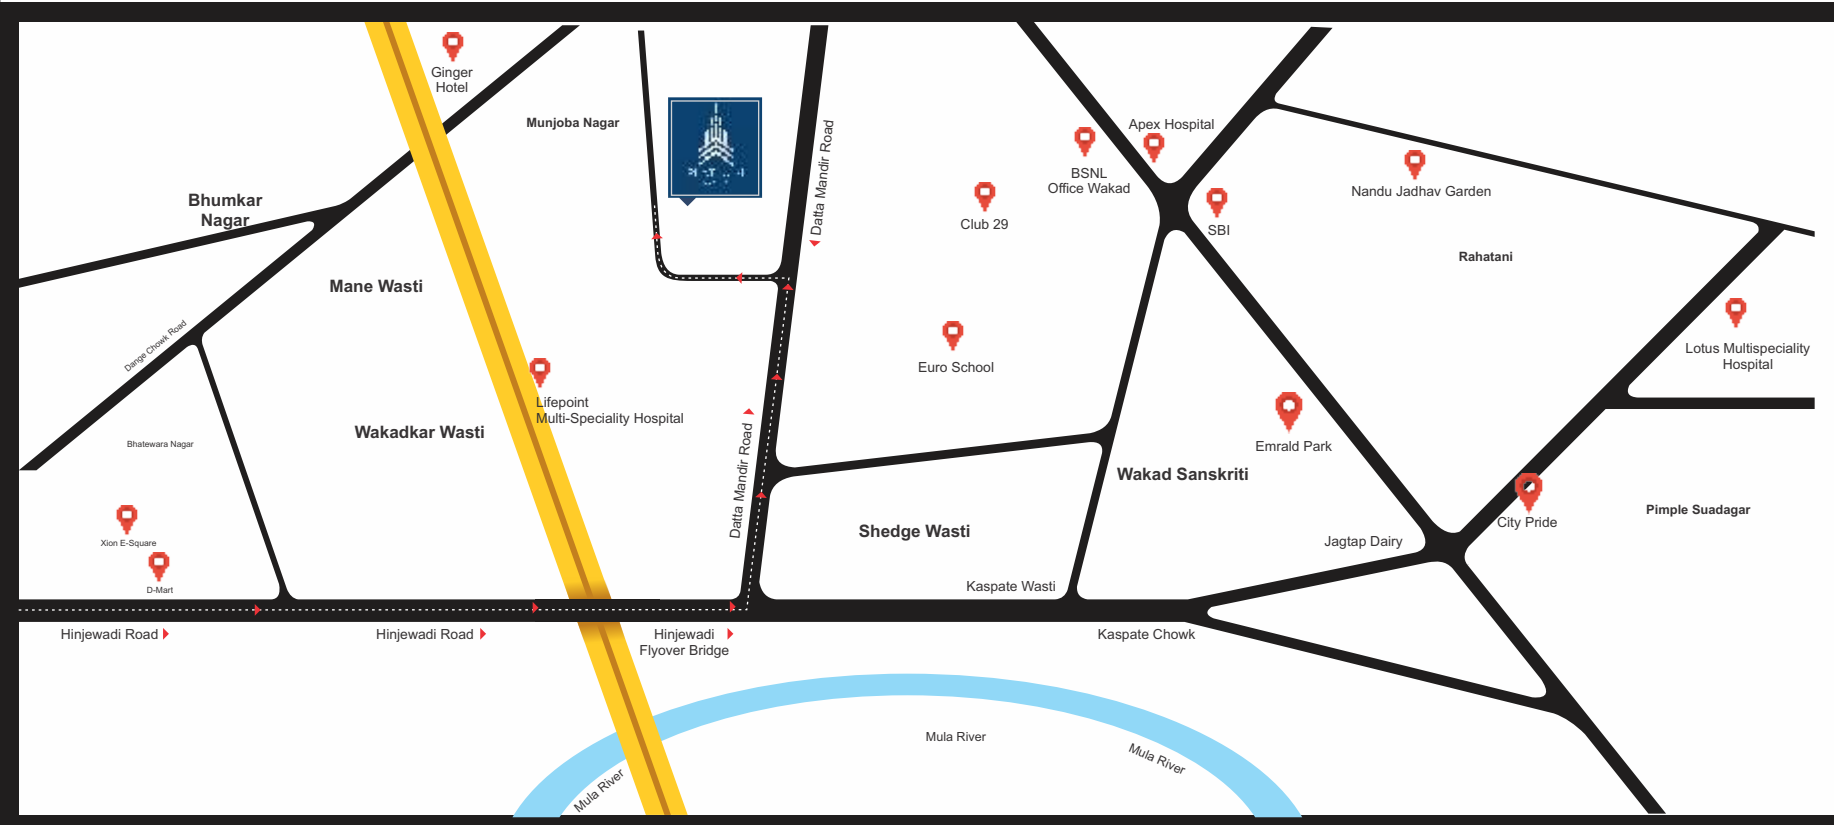 Ginger
Hotel
Munjoba Nagar
Datta Mandir Road
Apex Hospital
BSNL
Office Wakad
Nandu Jadhav Garden
Bhumkar
Nagar
Club 29
SBI
Rahatani
Mane Wasti
Dange Chowk Road
Euro School
Lotus Multispeciality
Hospital
Lifepoint
Multi-Speciality Hospital
Wakadkar Wasti
Bhatewara Nagar
Datta Mandir Road
Emrald Park
Wakad Sanskriti
Pimple Suadagar
City Pride
Shedge Wasti
Jagtap Dairy
Xion E-Square
D-Mart
Kaspate Wasti
Hinjewadi Road
Hinjewadi Road
Hinjewadi
Flyover Bridge
Kaspate Chowk
Mula River
Mula River
Mula River